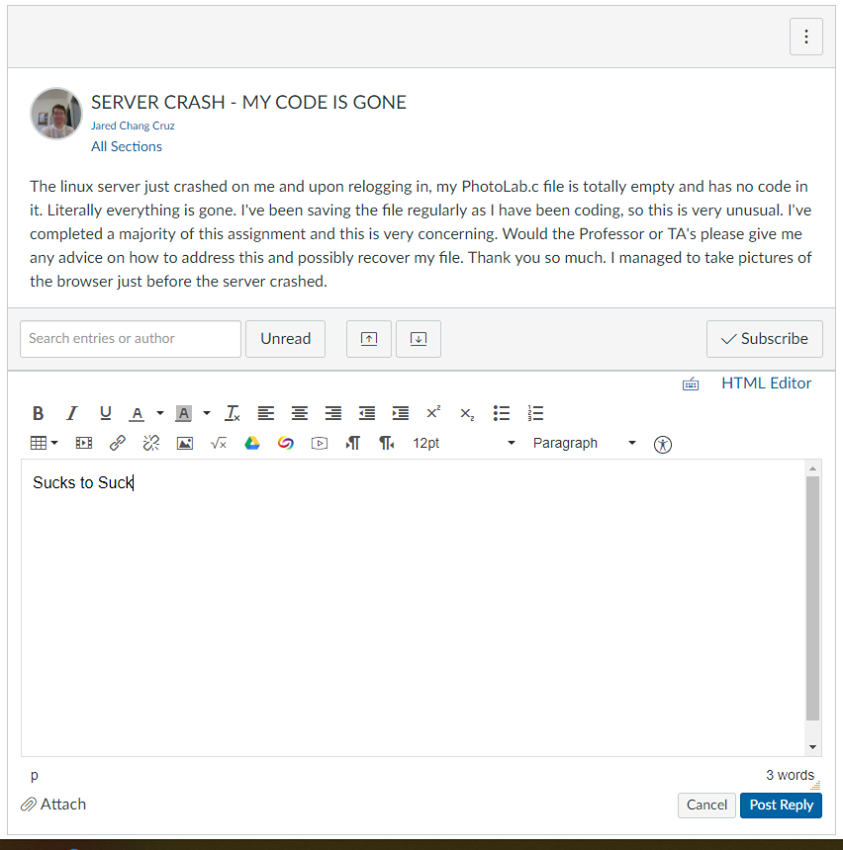 SERVER CRASH - MY CODE IS GONE
Jared Chang Cruz
All Sections
The linux server just crashed on me and upon relogging in, my PhotoLab.c file is totally empty and has no code in
it. Literally everything is gone. I've been saving the file regularly as I have been coding, so this is very unusual. I've
completed a majority of this assignment and this is very concerning. Would the Professor or TA's please give me
any advice on how to address this and possibly recover my file. Thank you so much. I managed to take pictures of
the browser just before the server crashed.
Search entries or author Unread Subscribe
HTML Editor
B I U A A Tx x² x₂
√x 12pt Paragraph
Sucks to Suck
p 3 words
Attach Cancel Post Reply